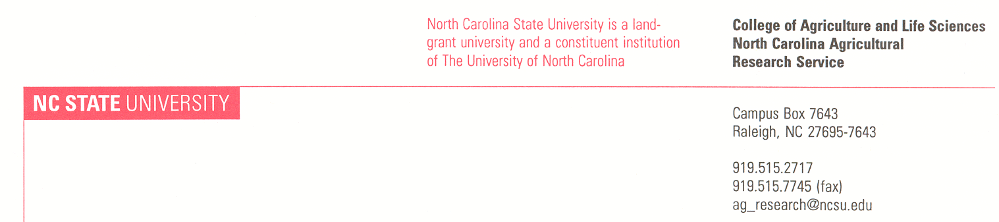 North Carolina State University is a land-
grant university and a constituent institution
of The University of North Carolina
College of Agriculture and Life Sciences
North Carolina Agricultural
Research Service
NC STATE UNIVERSITY
Campus Box 7643
Raleigh, NC 27695-7643
919.515.2717
919.515.7745 (fax)
ag_research@ncsu.edu